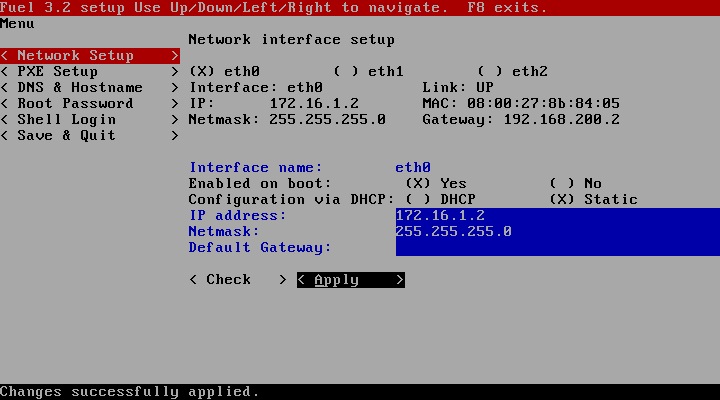 Fuel 3.2 setup Use Up/Down/Left/Right to navigate.  F8 exits.
Menu
Network interface setup
< Network Setup    >
< PXE Setup        > (X) eth0        ( ) eth1        ( ) eth2
< DNS & Hostname   > Interface: eth0           Link: UP
< Root Password    > IP:      172.16.1.2       MAC: 08:00:27:8b:84:05
< Shell Login      > Netmask: 255.255.255.0    Gateway: 192.168.200.2
< Save & Quit      >
Interface name:        eth0
Enabled on boot:        (X) Yes         ( ) No
Configuration via DHCP: ( ) DHCP        (X) Static
IP address:            172.16.1.2
Netmask:               255.255.255.0
Default Gateway:
< Check   > < Apply    >
Changes successfully applied.